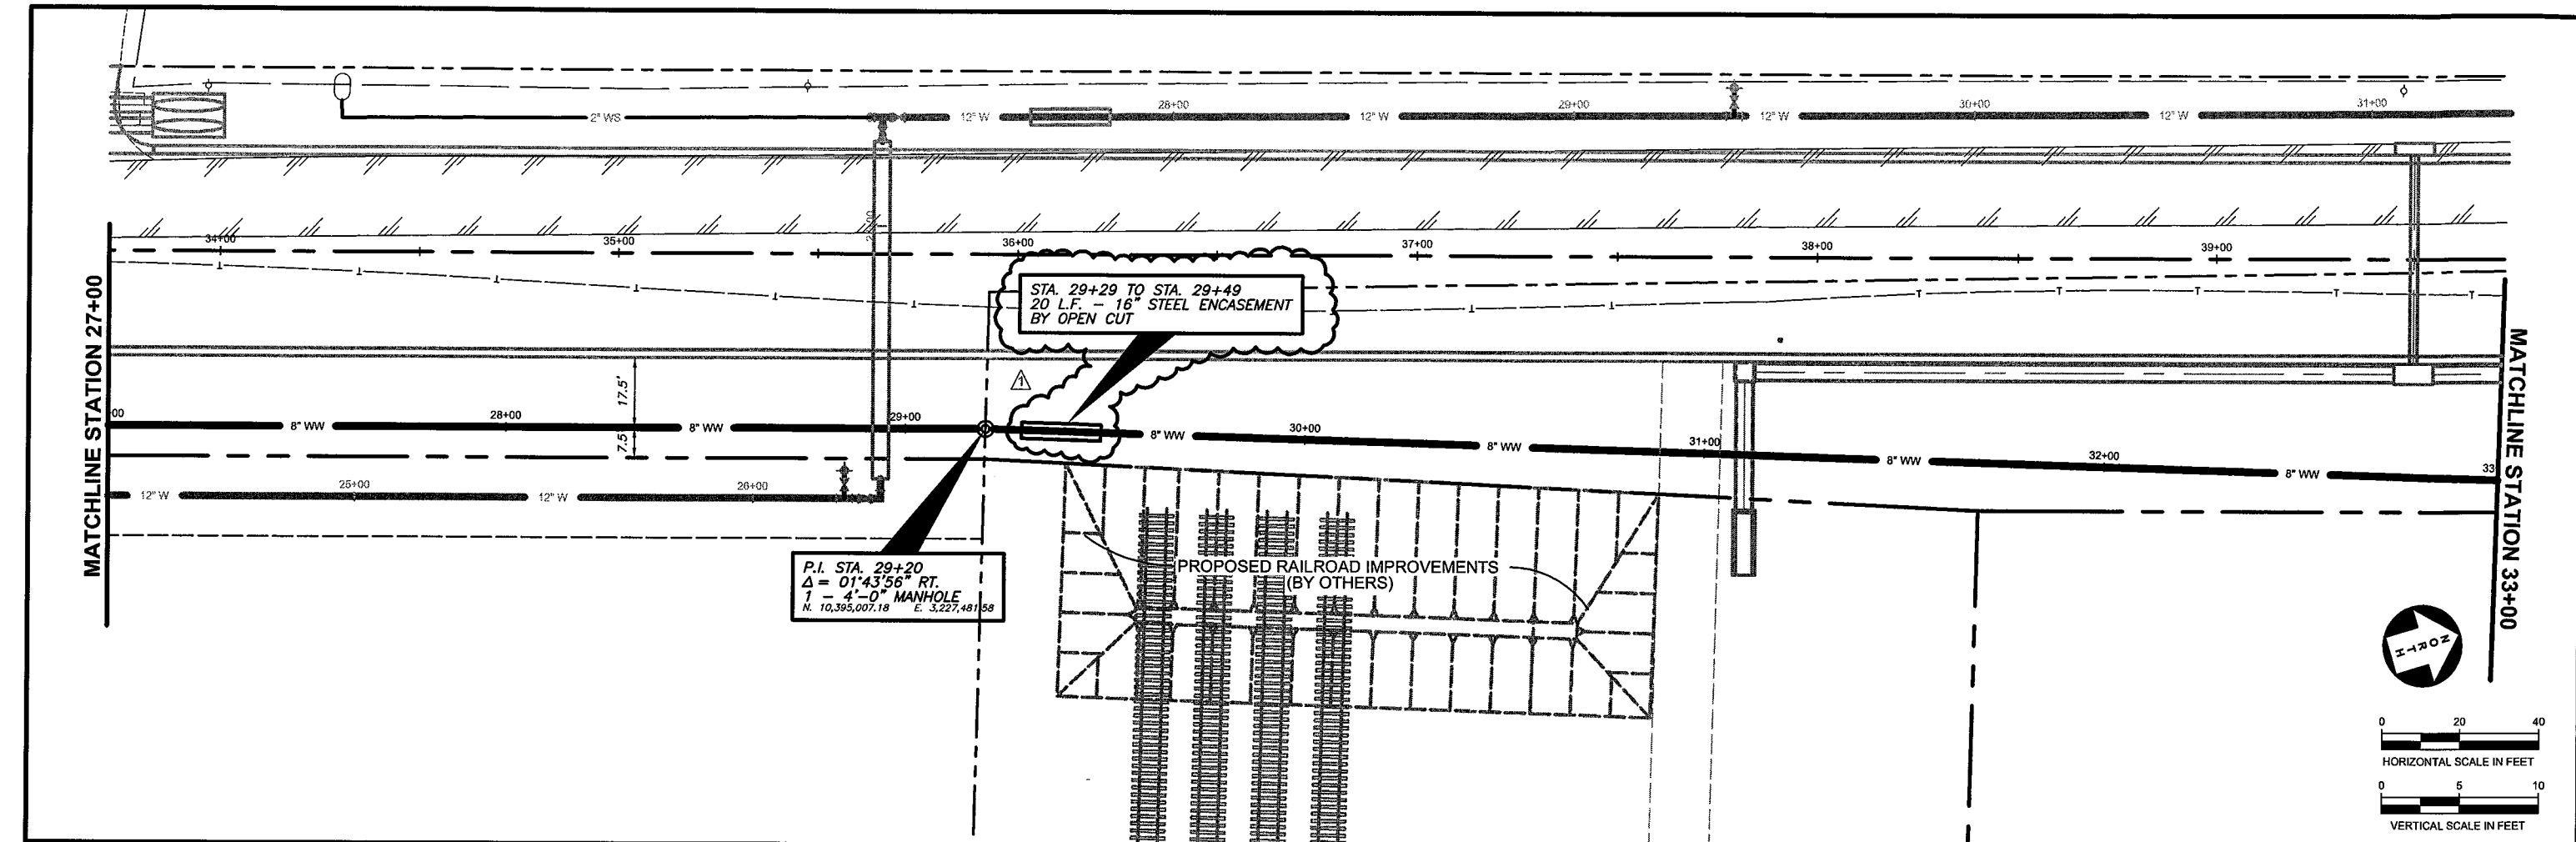 28+00
29+00
30+00
31+00
2" WS
12" W
12" W
12" W
12" W
34+00
35+00
36+00
37+00
38+00
39+00
MATCHLINE STATION 27+00
STA. 29+29 TO STA. 29+49
20 L.F. - 16" STEEL ENCASEMENT
BY OPEN CUT
T T T T T T T T T T T T
1
17.5'
7.5'
00
28+00
29+00
30+00
31+00
32+00
33
8" WW
8" WW
8" WW
8" WW
8" WW
8" WW
12" W
25+00
12" W
26+00
P.I. STA. 29+20
Δ = 01°43'56" RT.
1 - 4'-0" MANHOLE
N. 10,395,007.18 E. 3,227,481.58
PROPOSED RAILROAD IMPROVEMENTS
(BY OTHERS)
MATCHLINE STATION 33+00
NORTH
0 20 40
HORIZONTAL SCALE IN FEET
0 5 10
VERTICAL SCALE IN FEET